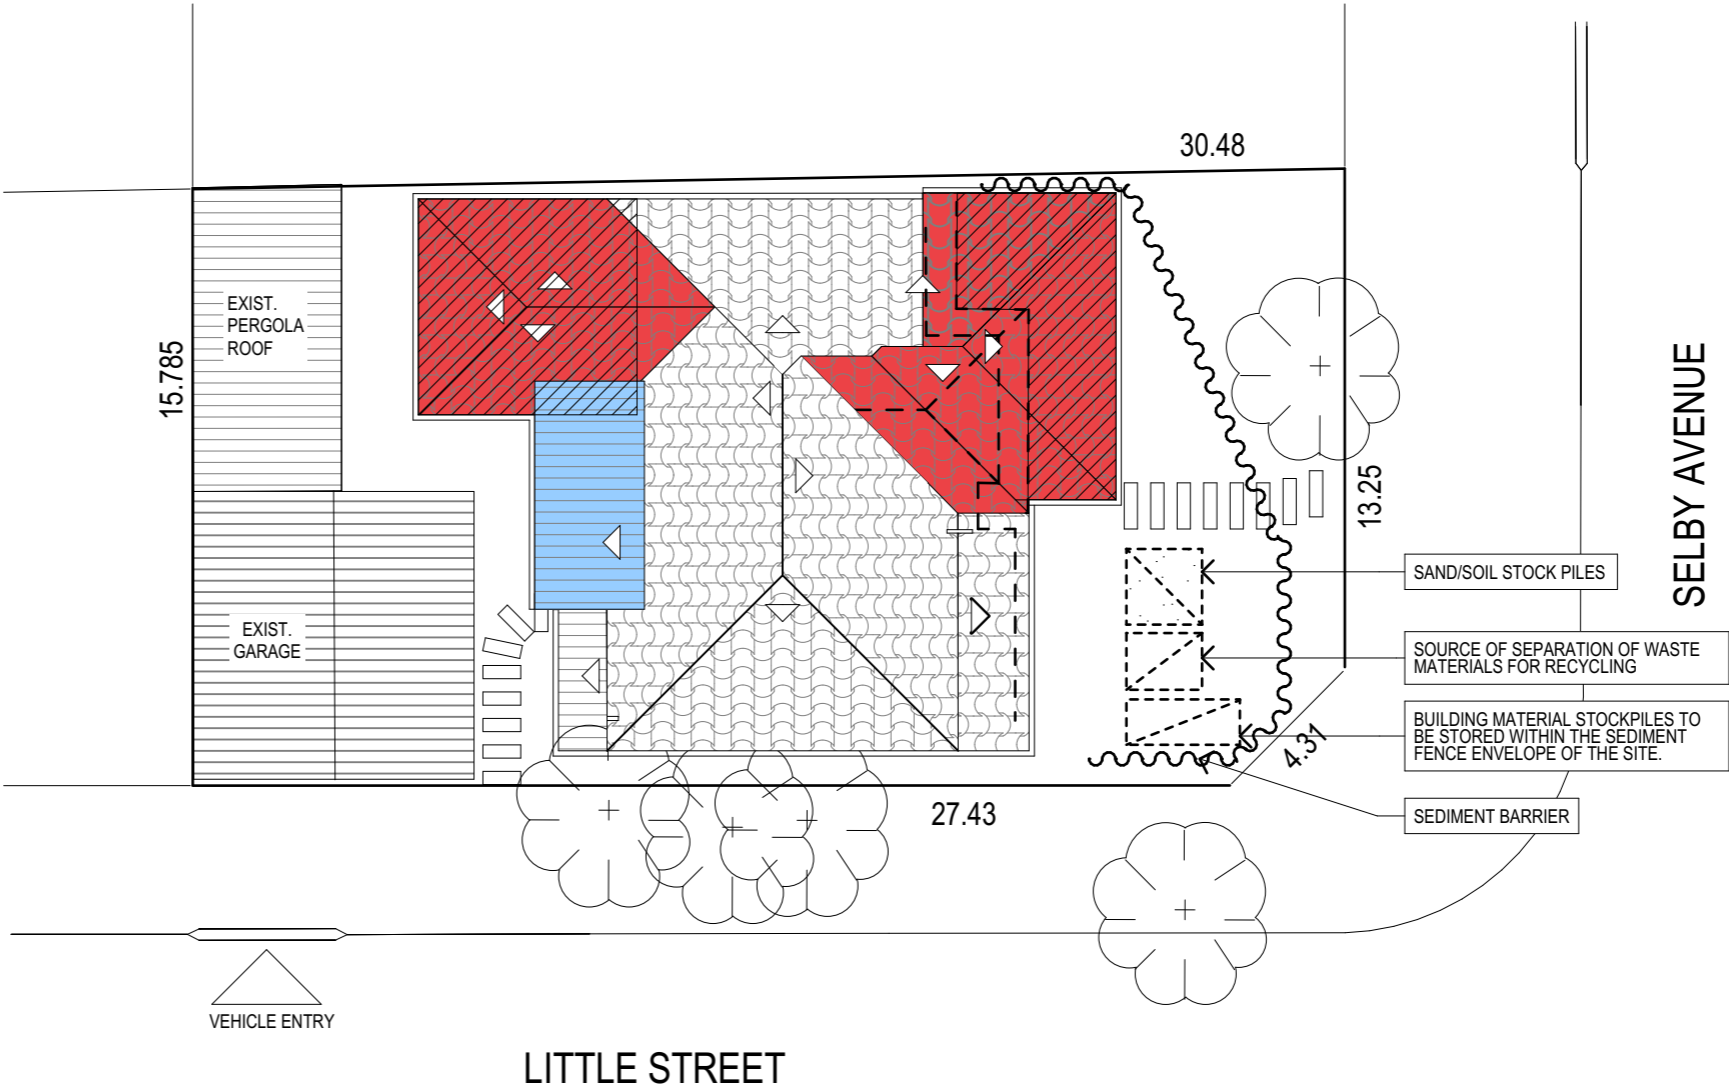 30.48
EXIST.
PERGOLA
ROOF
15.785
SELBY AVENUE
13.25
SAND/SOIL STOCK PILES
EXIST.
GARAGE
SOURCE OF SEPARATION OF WASTE
MATERIALS FOR RECYCLING
BUILDING MATERIAL STOCKPILES TO
BE STORED WITHIN THE SEDIMENT
FENCE ENVELOPE OF THE SITE.
4.31
27.43
SEDIMENT BARRIER
VEHICLE ENTRY
LITTLE STREET